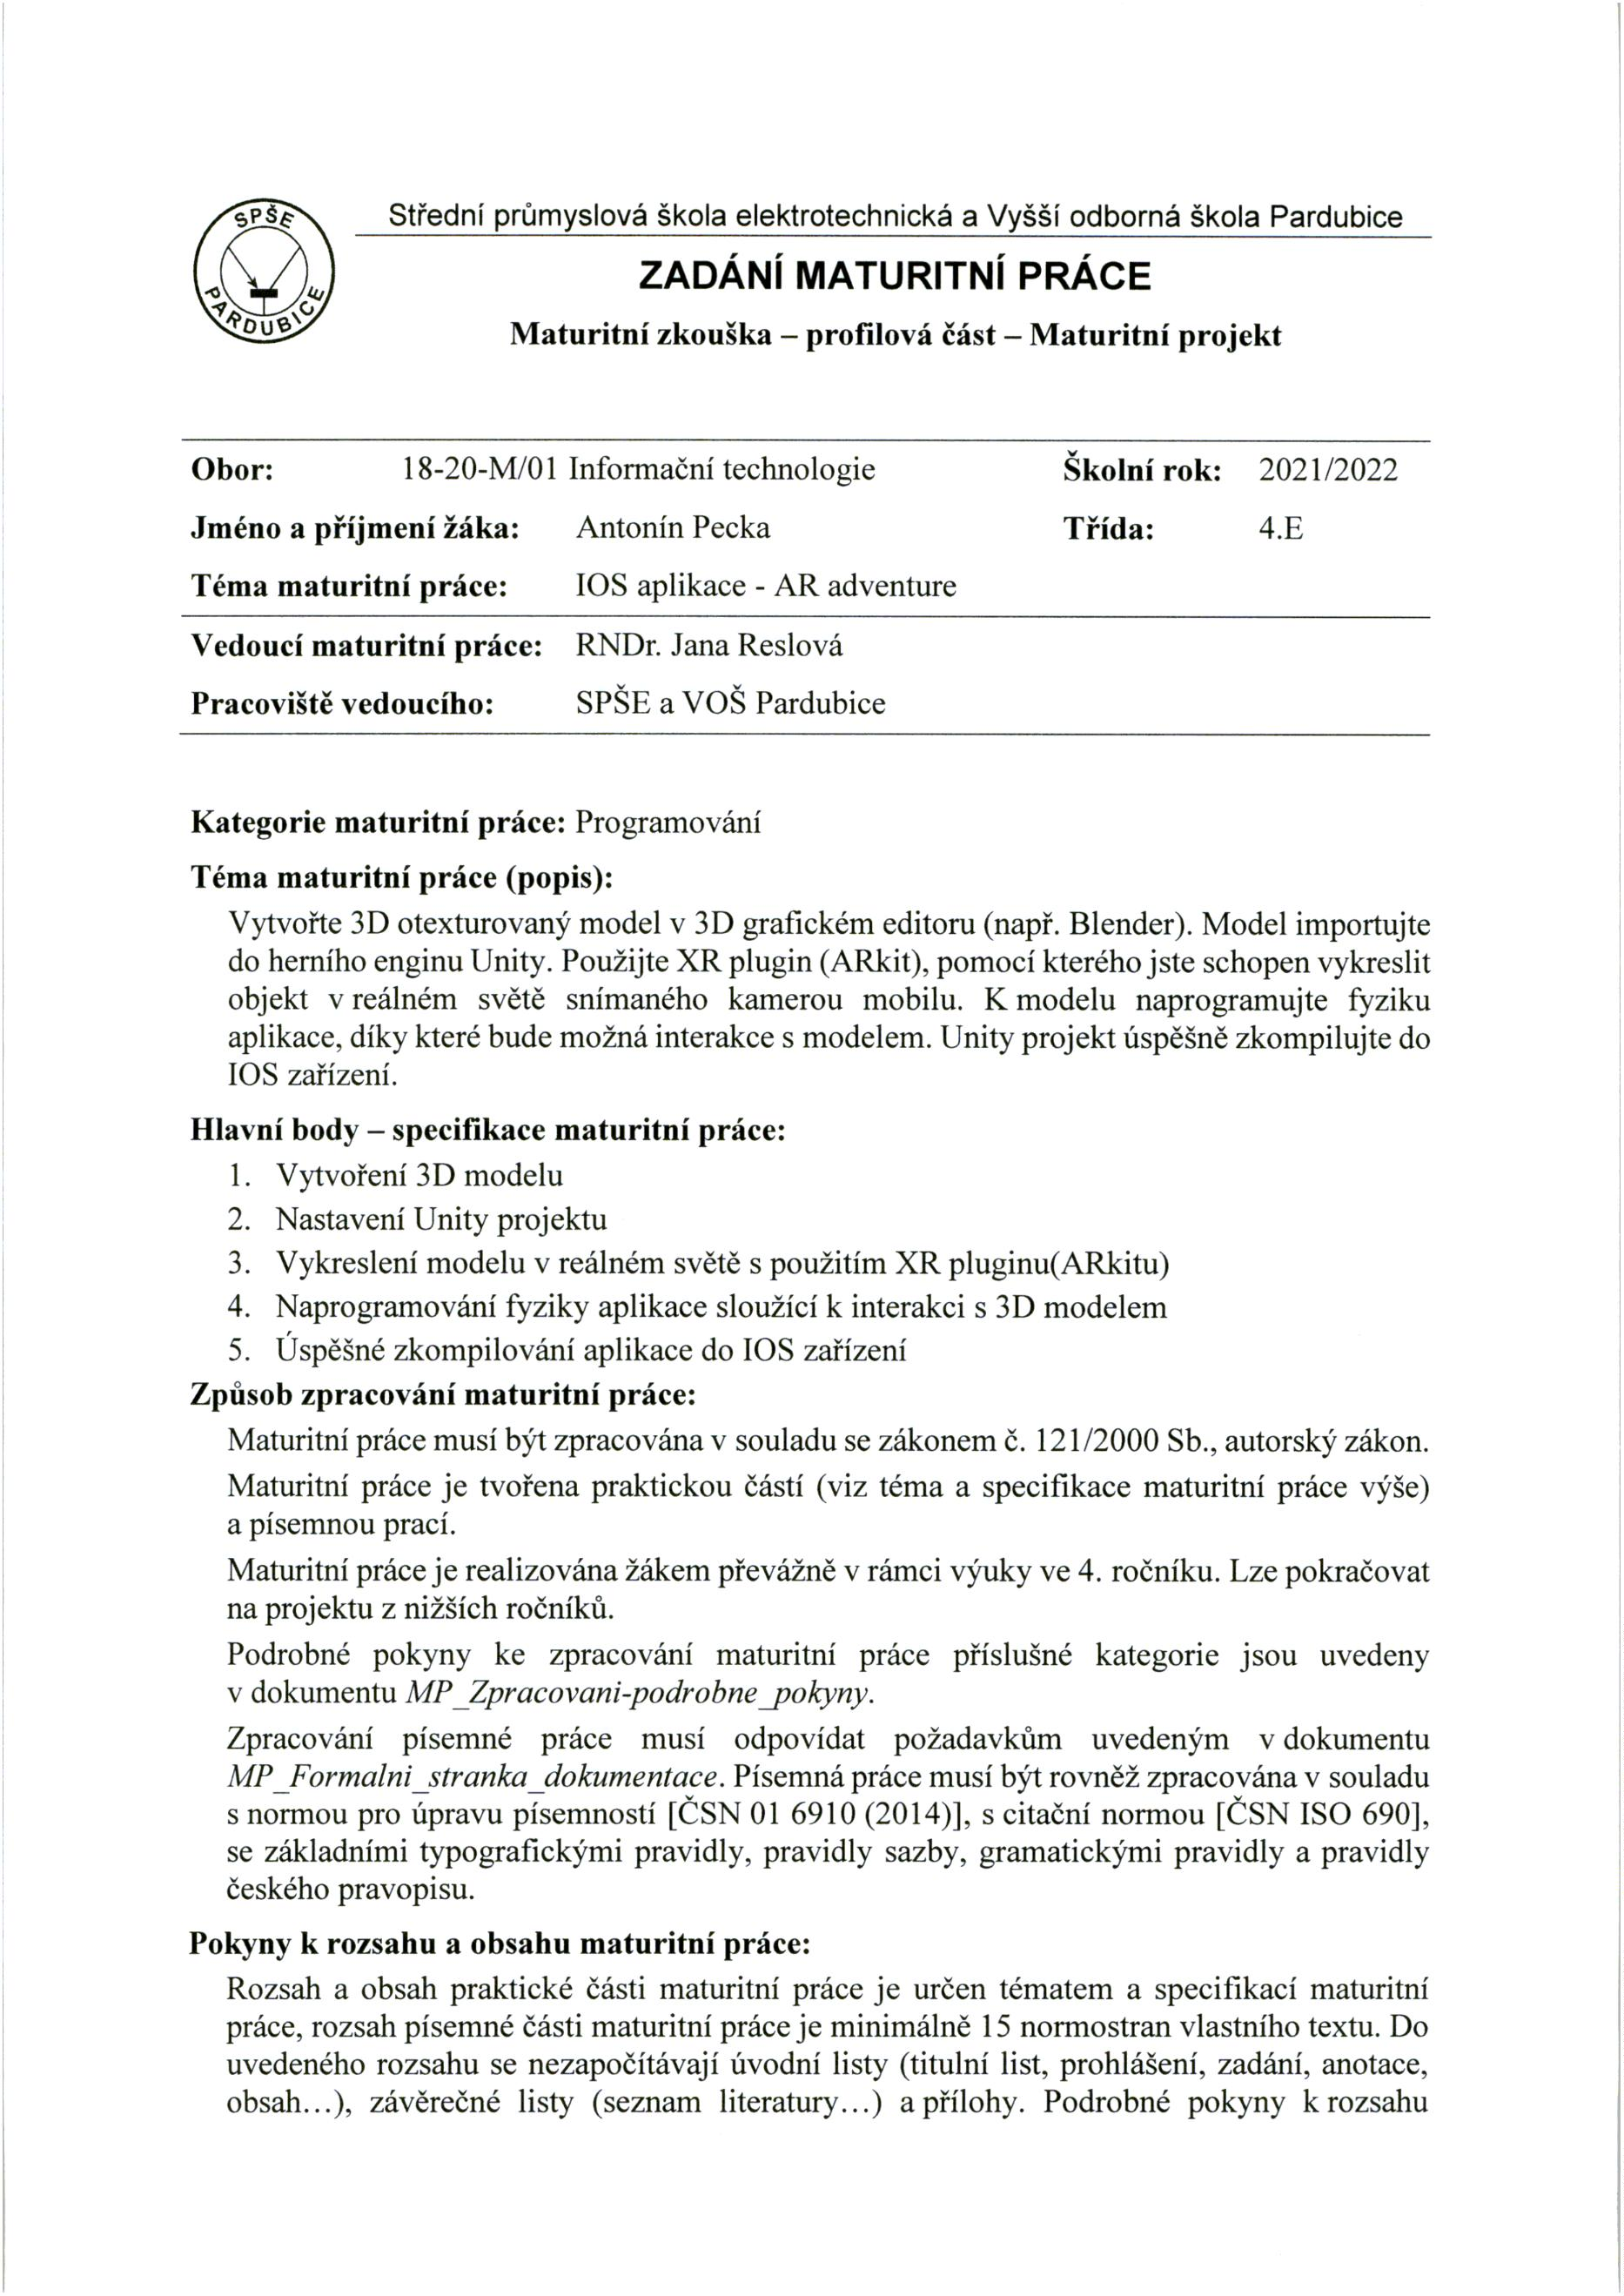 SPŠE
PARDUBICE
Střední průmyslová škola elektrotechnická a Vyšší odborná škola Pardubice
ZADÁNÍ MATURITNÍ PRÁCE
Maturitní zkouška – profilová část – Maturitní projekt
Obor: 18-20-M/01 Informační technologie Školní rok: 2021/2022
Jméno a příjmení žáka: Antonín Pecka Třída: 4.E
Téma maturitní práce: IOS aplikace - AR adventure
Vedoucí maturitní práce: RNDr. Jana Reslová
Pracoviště vedoucího: SPŠE a VOŠ Pardubice
Kategorie maturitní práce: Programování
Téma maturitní práce (popis):
Vytvořte 3D otexturovaný model v 3D grafickém editoru (např. Blender). Model importujte
do herního enginu Unity. Použijte XR plugin (ARkit), pomocí kterého jste schopen vykreslit
objekt v reálném světě snímaného kamerou mobilu. K modelu naprogramujte fyziku
aplikace, díky které bude možná interakce s modelem. Unity projekt úspěšně zkompilujte do
IOS zařízení.
Hlavní body – specifikace maturitní práce:
1. Vytvoření 3D modelu
2. Nastavení Unity projektu
3. Vykreslení modelu v reálném světě s použitím XR pluginu(ARkitu)
4. Naprogramování fyziky aplikace sloužící k interakci s 3D modelem
5. Úspěšné zkompilování aplikace do IOS zařízení
Způsob zpracování maturitní práce:
Maturitní práce musí být zpracována v souladu se zákonem č. 121/2000 Sb., autorský zákon.
Maturitní práce je tvořena praktickou částí (viz téma a specifikace maturitní práce výše)
a písemnou prací.
Maturitní práce je realizována žákem převážně v rámci výuky ve 4. ročníku. Lze pokračovat
na projektu z nižších ročníků.
Podrobné pokyny ke zpracování maturitní práce příslušné kategorie jsou uvedeny
v dokumentu MP_Zpracovani-podrobne_pokyny.
Zpracování písemné práce musí odpovídat požadavkům uvedeným v dokumentu
MP_Formalni_stranka_dokumentace. Písemná práce musí být rovněž zpracována v souladu
s normou pro úpravu písemností [ČSN 01 6910 (2014)], s citační normou [ČSN ISO 690],
se základními typografickými pravidly, pravidly sazby, gramatickými pravidly a pravidly
českého pravopisu.
Pokyny k rozsahu a obsahu maturitní práce:
Rozsah a obsah praktické části maturitní práce je určen tématem a specifikací maturitní
práce, rozsah písemné části maturitní práce je minimálně 15 normostran vlastního textu. Do
uvedeného rozsahu se nezapočítávají úvodní listy (titulní list, prohlášení, zadání, anotace,
obsah...), závěrečné listy (seznam literatury...) a přílohy. Podrobné pokyny k rozsahu